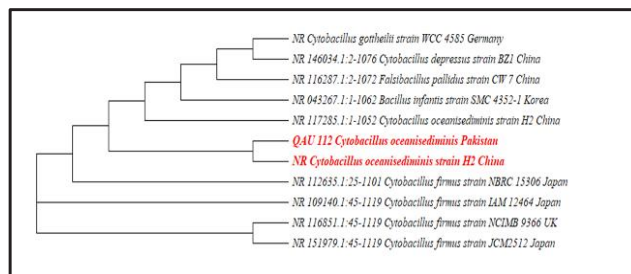 NR Cytobacillus gottheilii strain WCC 4585 Germany
NR 146034.1:2-1076 Cytobacillus depressus strain BZ1 China
NR 116287.1:2-1072 Falsibacillus pallidus strain CW 7 China
NR 043267.1:1-1062 Bacillus infantis strain SMC 4352-1 Korea
NR 117285.1:1-1052 Cytobacillus oceanisediminis strain H2 China
QAU 112 Cytobacillus oceanisediminis Pakistan
NR Cytobacillus oceanisediminis strain H2 China
NR 112635.1:25-1101 Cytobacillus firmus strain NBRC 15306 Japan
NR 109140.1:45-1119 Cytobacillus firmus strain IAM 12464 Japan
NR 116851.1:45-1119 Cytobacillus firmus strain NCIMB 9366 UK
NR 151979.1:45-1119 Cytobacillus firmus strain JCM2512 Japan